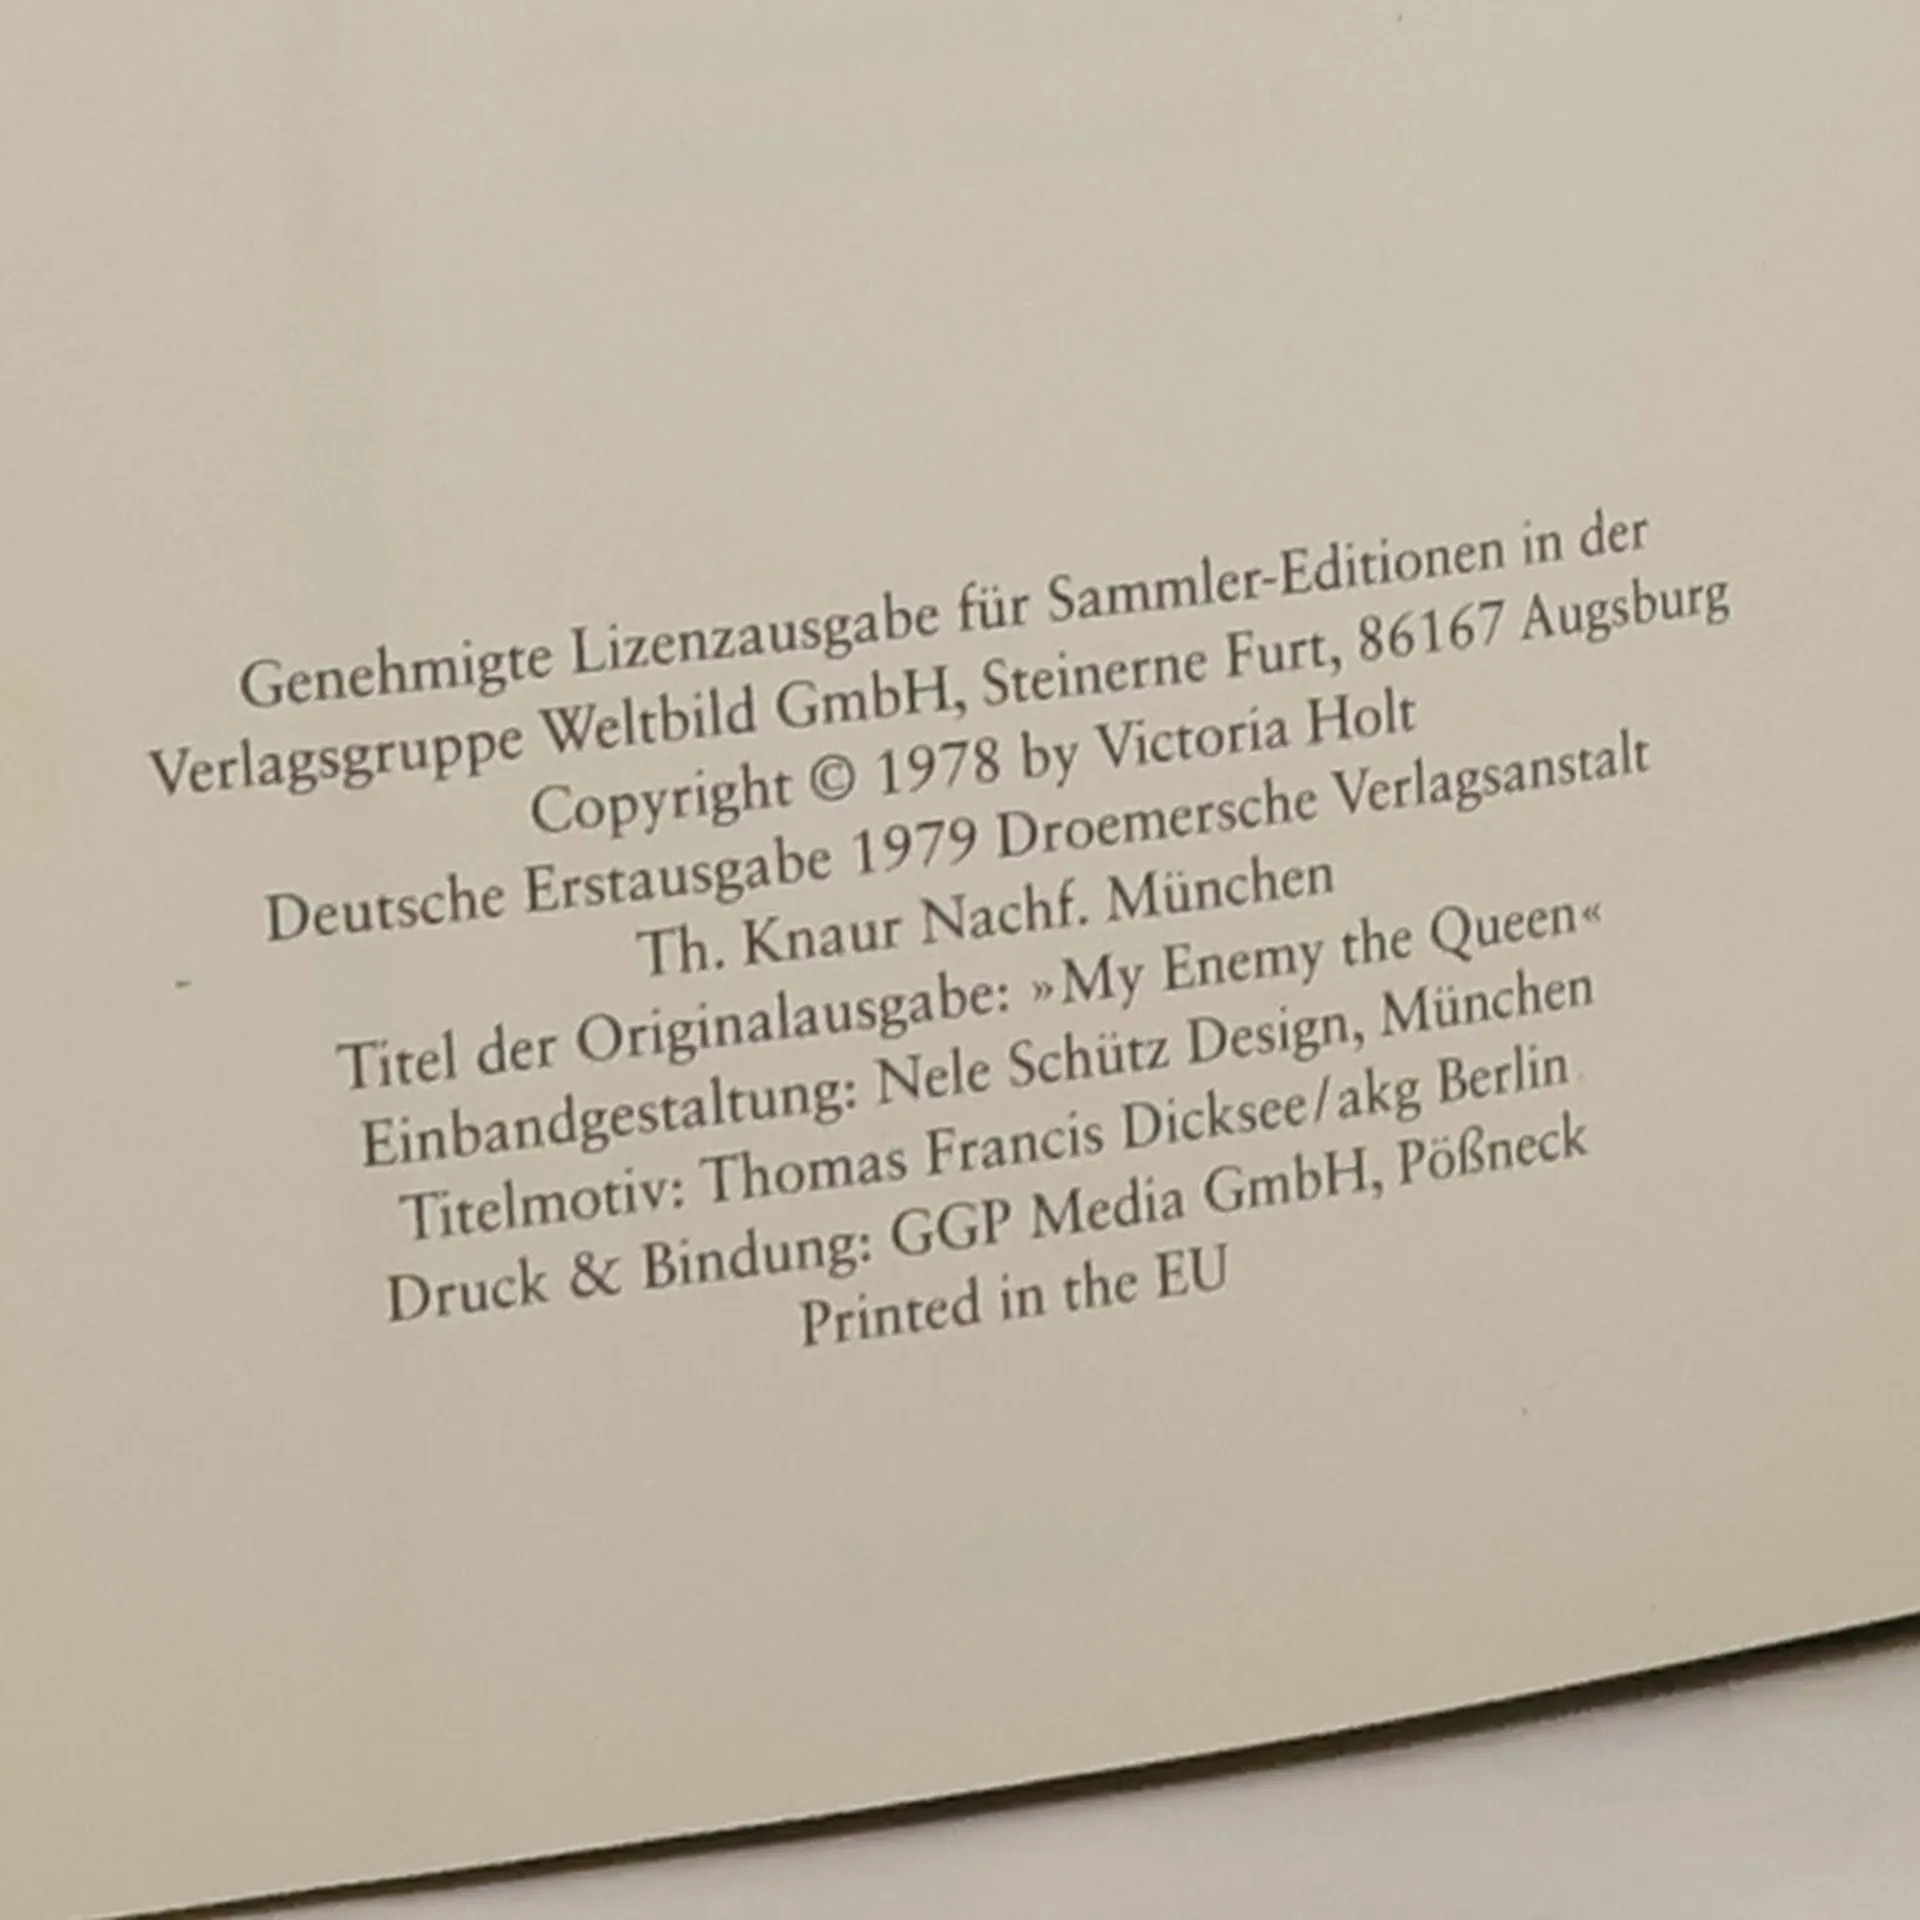 Genehmigte Lizenzausgabe für Sammler-Editionen in der
Verlagsgruppe Weltbild GmbH, Steinerne Furt, 86167 Augsburg
Copyright © 1978 by Victoria Holt
Deutsche Erstausgabe 1979 Droemersche Verlagsanstalt
Th. Knaur Nachf. München
Titel der Originalausgabe: »My Enemy the Queen«
Einbandgestaltung: Nele Schütz Design, München
Titelmotiv: Thomas Francis Dicksee/akg Berlin
Druck & Bindung: GGP Media GmbH, Pößneck
Printed in the EU